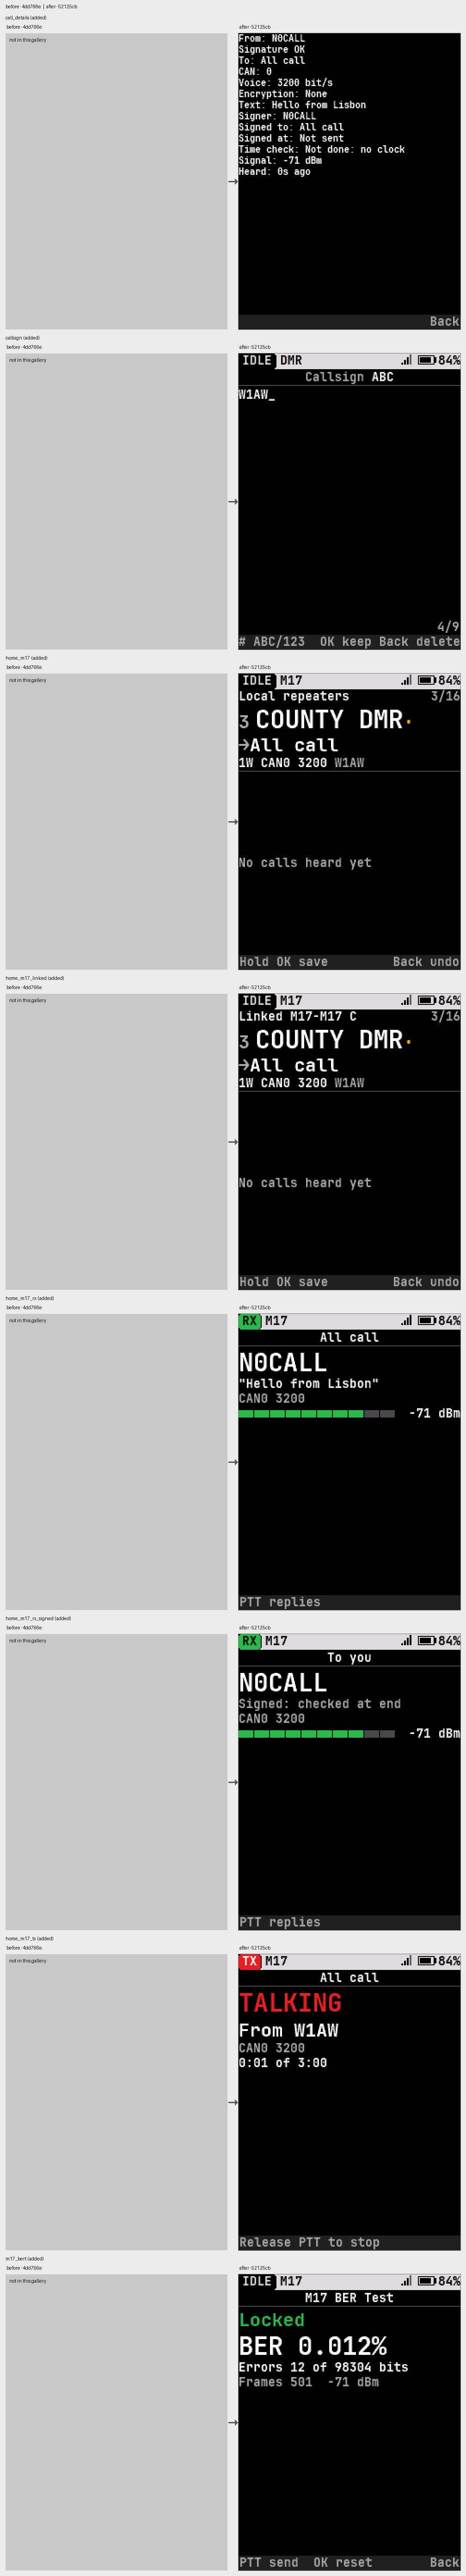 before · 4dd766e | after · 52125cb
call_details (added)
before · 4dd766e
after · 52125cb
not in this gallery
From: N0CALL
Signature OK
To: All call
CAN: 0
Voice: 3200 bit/s
Encryption: None
Text: Hello from Lisbon
Signer: N0CALL
Signed to: All call
Signed at: Not sent
Time check: Not done: no clock
Signal: -71 dBm
Heard: 0s ago
→
Back
callsign (added)
before · 4dd766e
after · 52125cb
not in this gallery
IDLE DMR 84%
Callsign ABC
W1AW_
→
4/9
# ABC/123 OK keep Back delete
home_m17 (added)
before · 4dd766e
after · 52125cb
not in this gallery
IDLE M17 84%
Local repeaters 3/16
3 COUNTY DMR·
→All call
1W CAN0 3200 W1AW
→
No calls heard yet
Hold OK save Back undo
home_m17_linked (added)
before · 4dd766e
after · 52125cb
not in this gallery
IDLE M17 84%
Linked M17-M17 C 3/16
3 COUNTY DMR·
→All call
1W CAN0 3200 W1AW
→
No calls heard yet
Hold OK save Back undo
home_m17_rx (added)
before · 4dd766e
after · 52125cb
not in this gallery
RX M17 84%
All call
N0CALL
"Hello from Lisbon"
CAN0 3200
-71 dBm
→
PTT replies
home_m17_rx_signed (added)
before · 4dd766e
after · 52125cb
not in this gallery
RX M17 84%
To you
N0CALL
Signed: checked at end
CAN0 3200
-71 dBm
→
PTT replies
home_m17_tx (added)
before · 4dd766e
after · 52125cb
not in this gallery
TX M17 84%
All call
TALKING
From W1AW
CAN0 3200
0:01 of 3:00
→
Release PTT to stop
m17_bert (added)
before · 4dd766e
after · 52125cb
not in this gallery
IDLE M17 84%
M17 BER Test
Locked
BER 0.012%
Errors 12 of 98304 bits
Frames 501 -71 dBm
→
PTT send OK reset Back